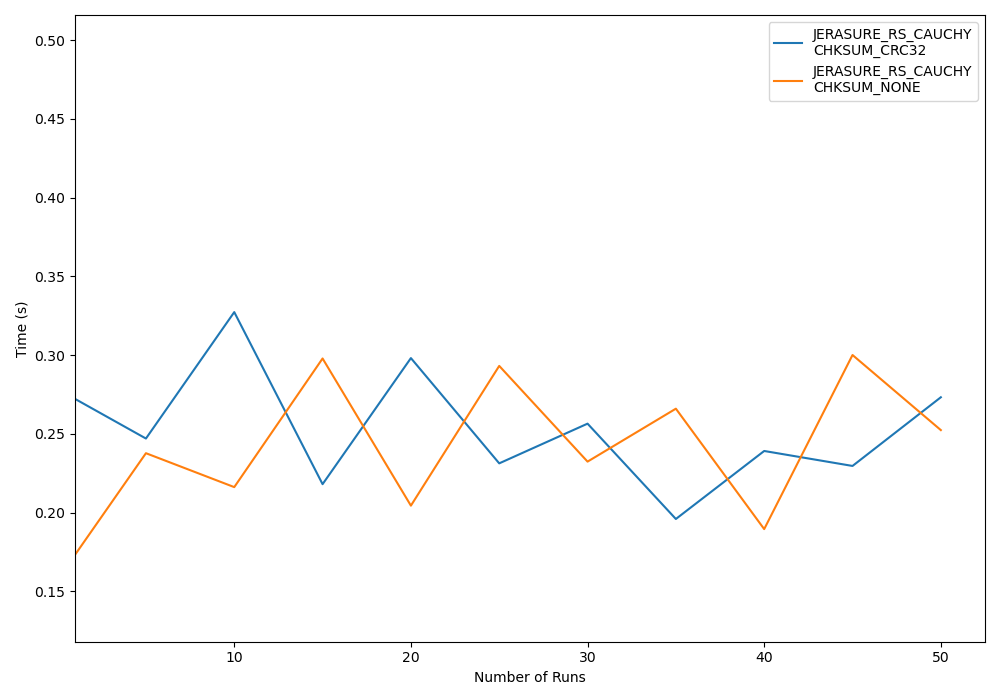 0.50
0.45
0.40
0.35
0.30
0.25
0.20
0.15
Time (s)
10 20 30 40 50
Number of Runs
JERASURE_RS_CAUCHY
CHKSUM_CRC32
JERASURE_RS_CAUCHY
CHKSUM_NONE